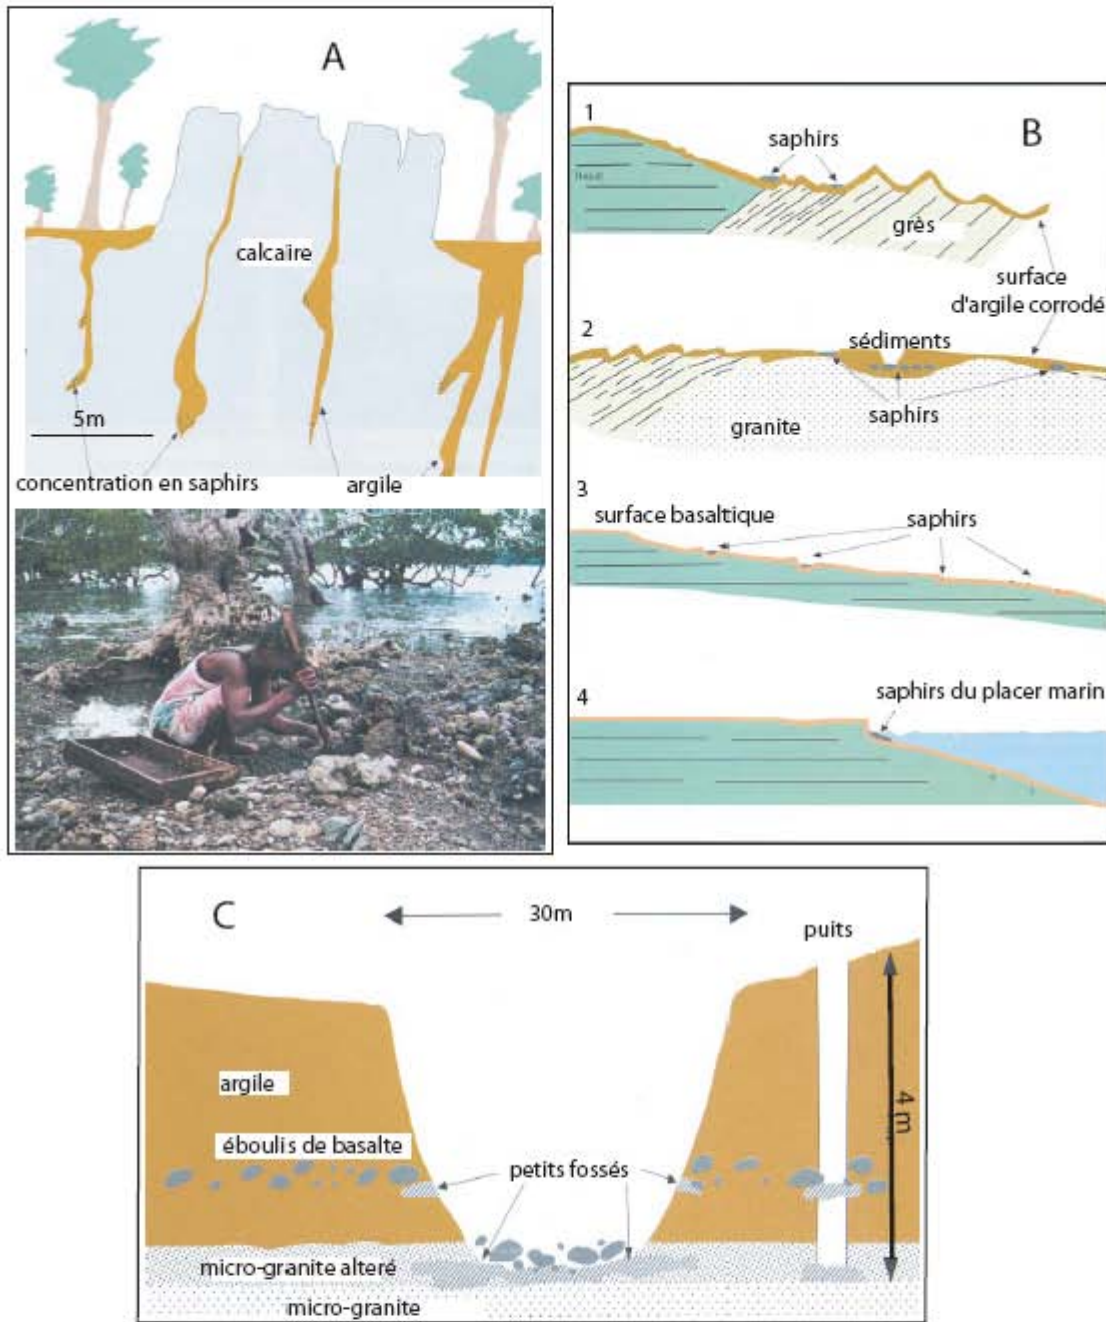 A
calcaire
5m
concentration en saphirs
argile
B
1
saphirs
grès
surface
d'argile corrodé
2
sédiments
saphirs
granite
3
surface basaltique
saphirs
4
saphirs du placer marin
C
30m
puits
argile
4 m
éboulis de basalte
petits fossés
micro-granite alteré
micro-granite